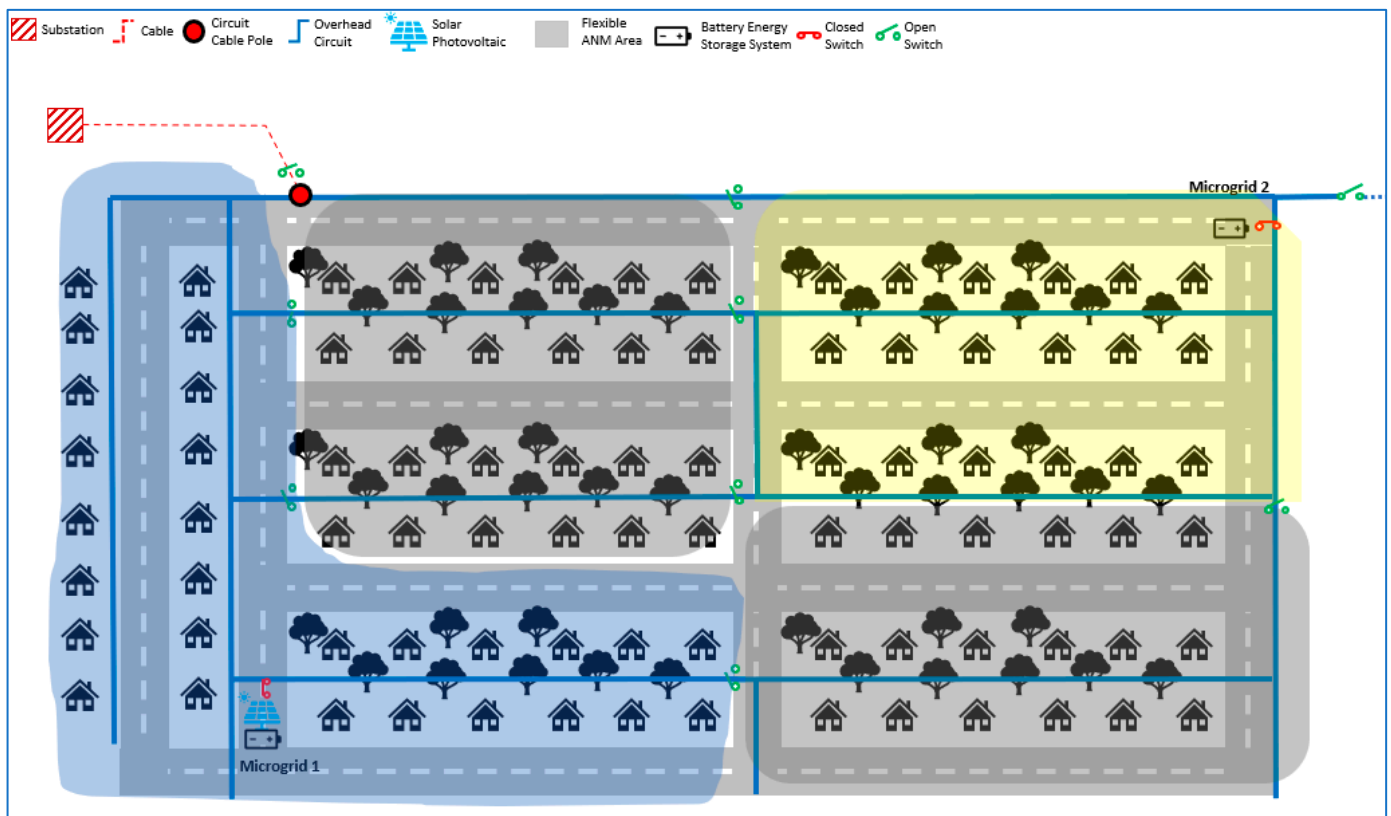 Substation
Cable
Circuit
Cable Pole
Overhead
Circuit
Solar
Photovoltaic
Flexible
ANM Area
Battery Energy
Storage System
Closed
Switch
Open
Switch
Microgrid 2
Microgrid 1